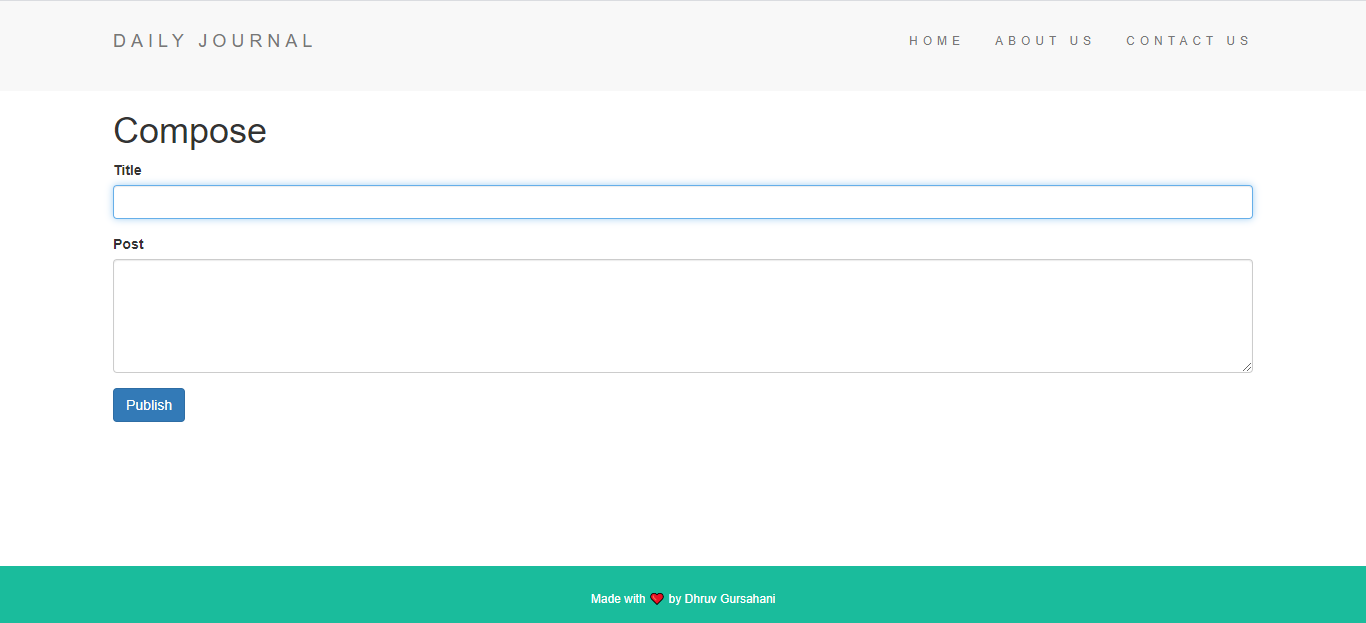 DAILY JOURNAL
HOME ABOUT US CONTACT US
Compose
Title
Post
Publish
Made with ❤ by Dhruv Gursahani